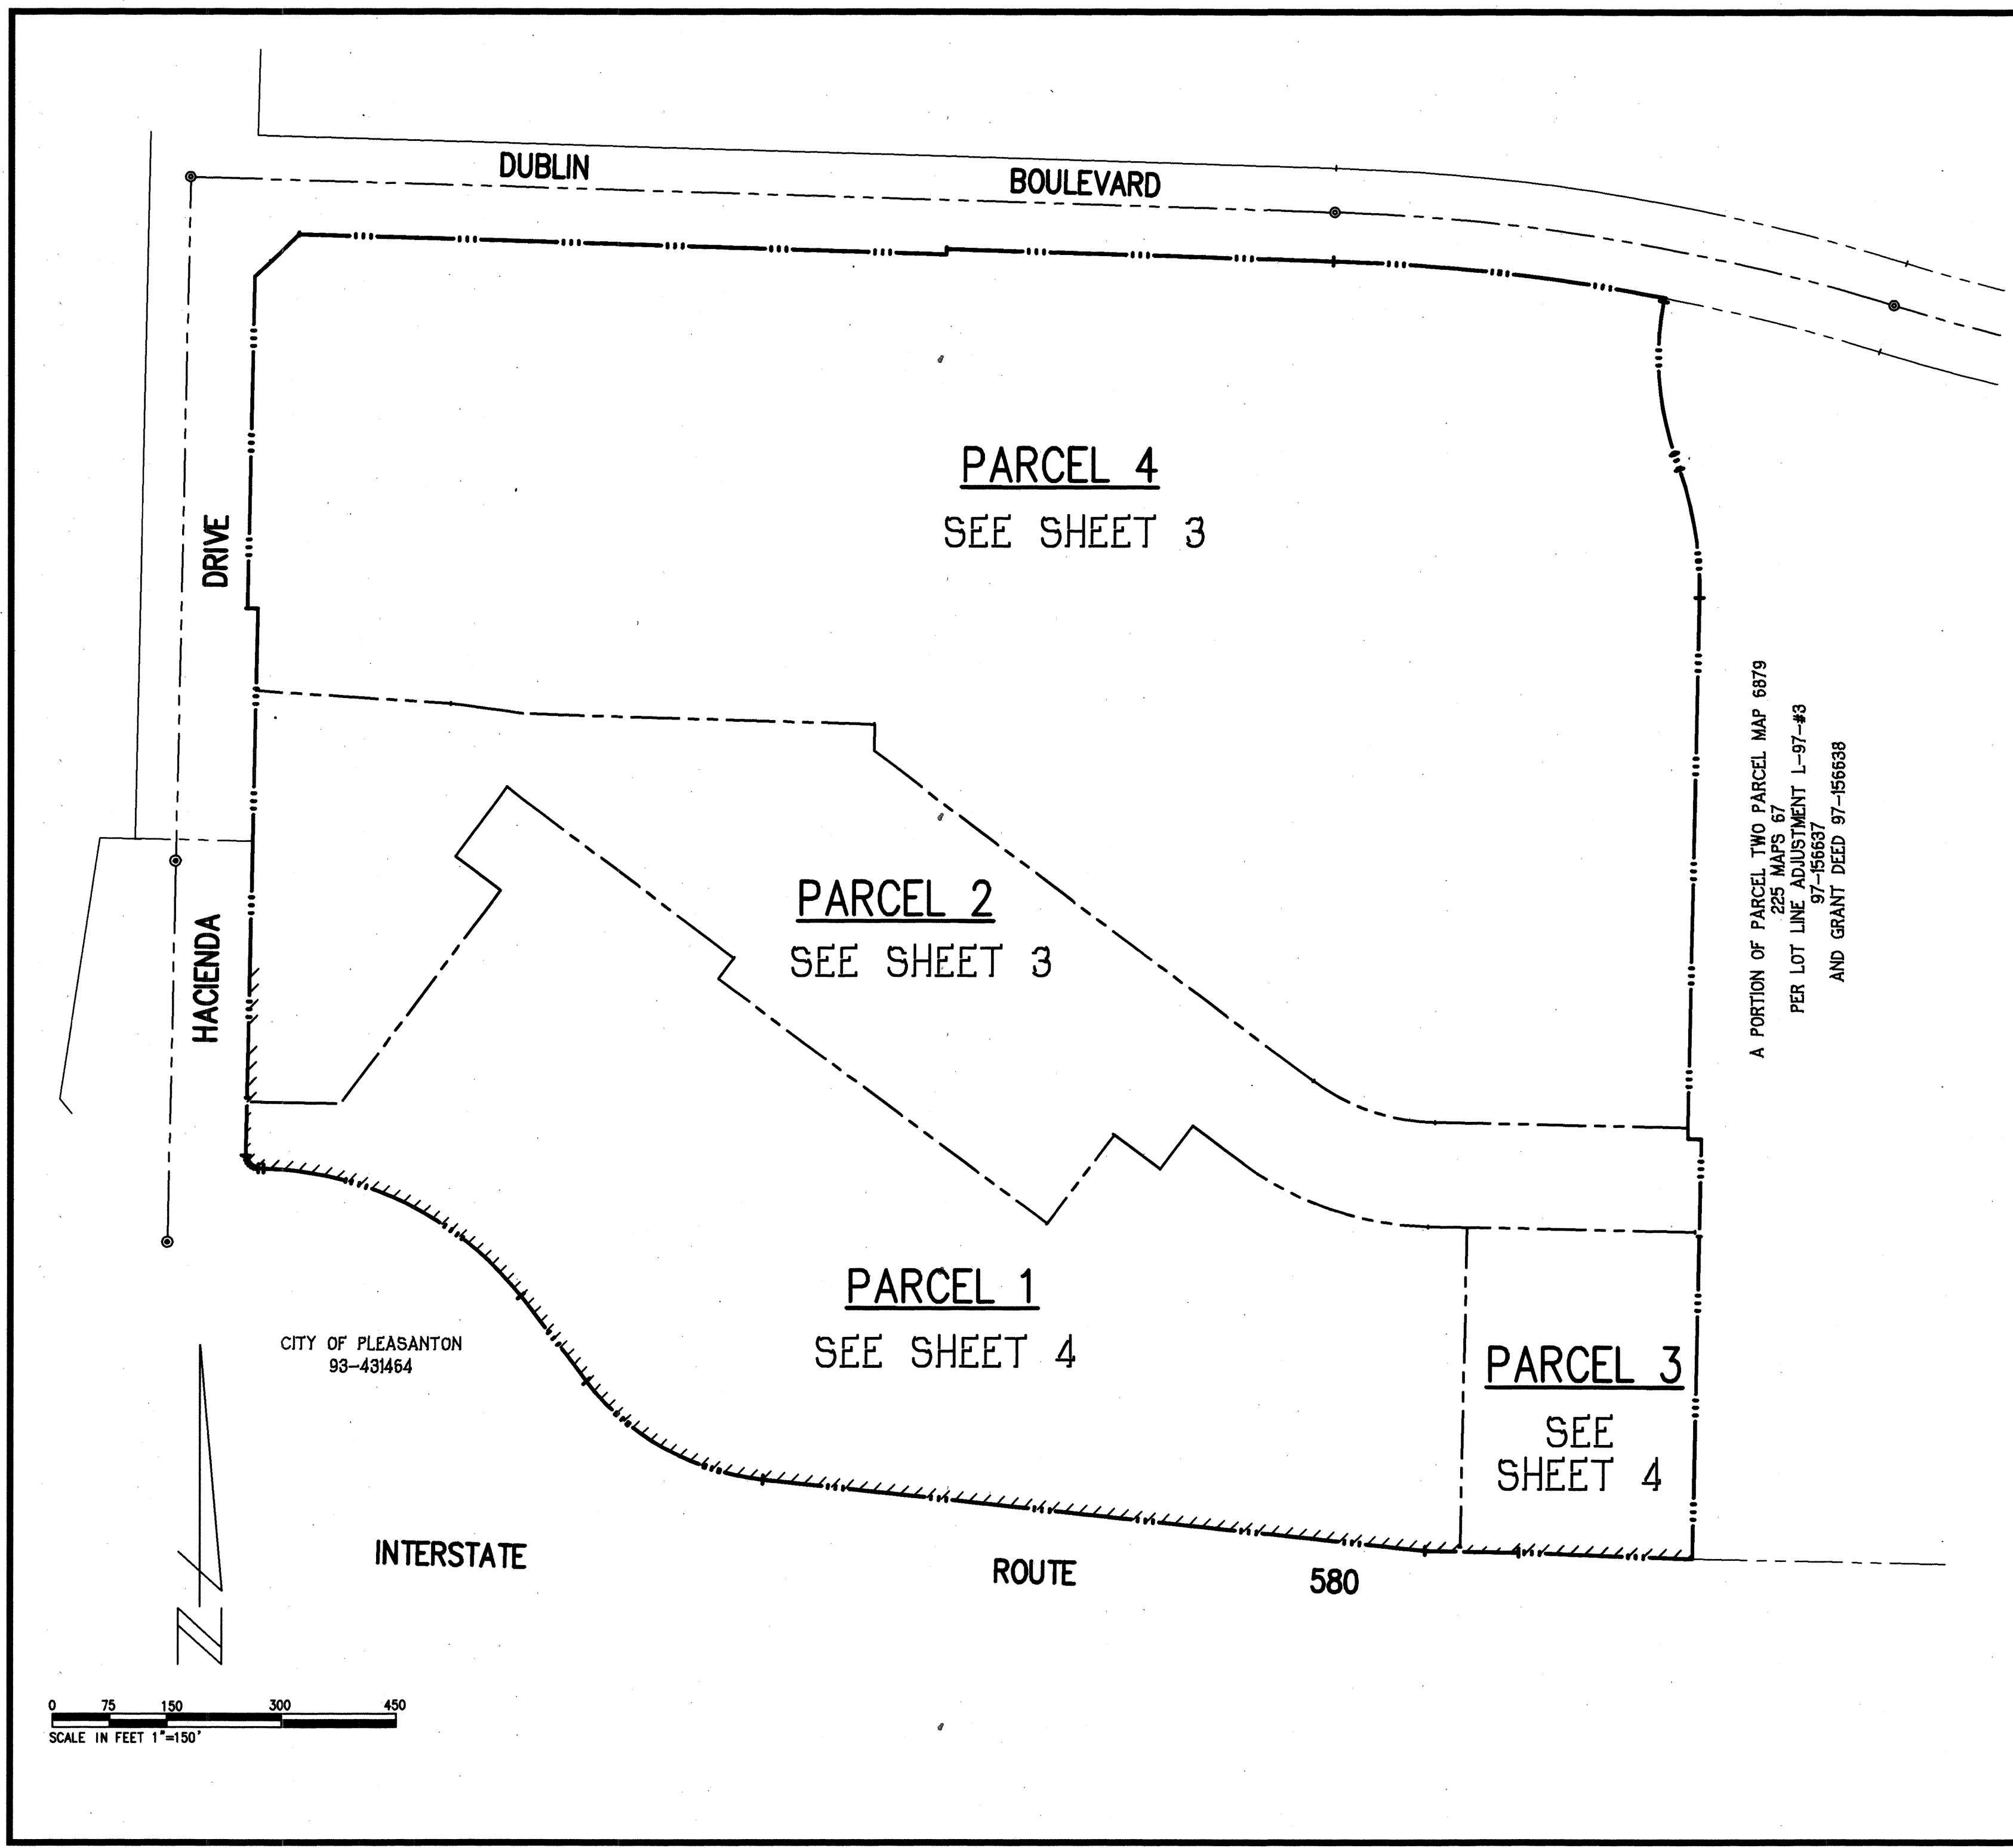 DUBLIN
BOULEVARD
PARCEL 4
SEE SHEET 3
DRIVE
HACIENDA
PARCEL 2
SEE SHEET 3
A PORTION OF PARCEL TWO PARCEL MAP 6879
225 MAPS 67
PER LOT LINE ADJUSTMENT L-97-#3
97-156637
AND GRANT DEED 97-156638
PARCEL 1
SEE SHEET 4
CITY OF PLEASANTON
93-431464
PARCEL 3
SEE
SHEET 4
INTERSTATE
ROUTE
580
N
0 75 150 300 450
SCALE IN FEET 1"=150'